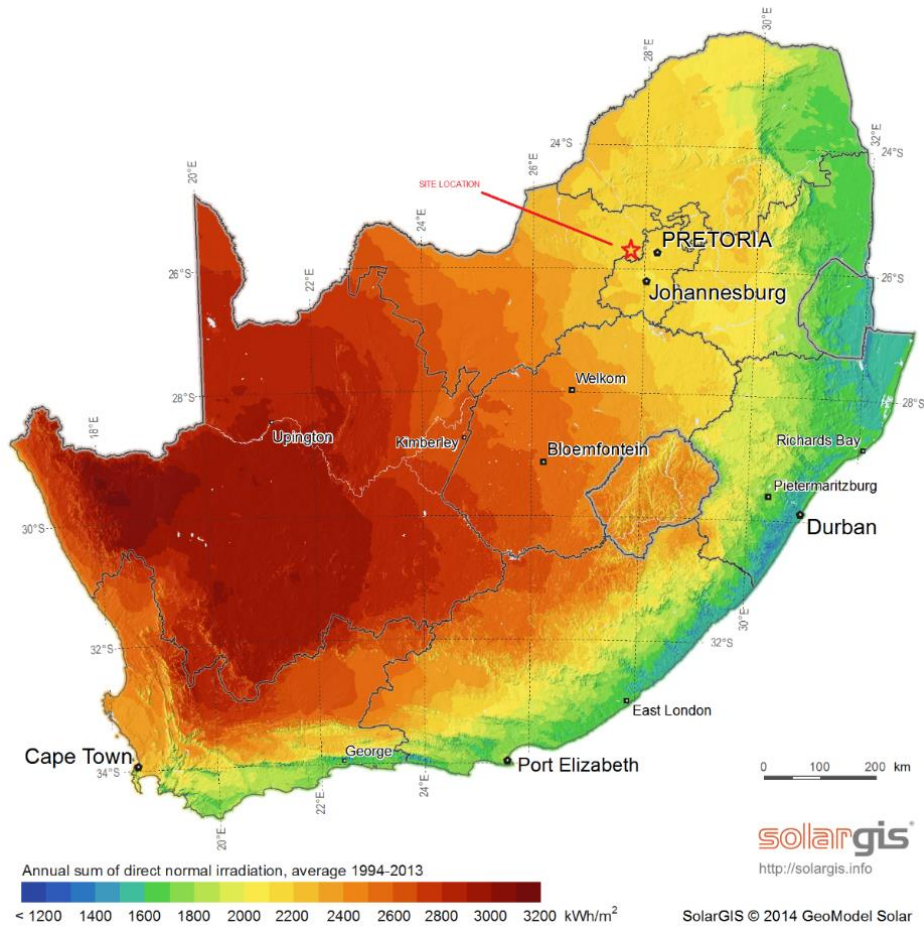 30°E
28°E
32°E
24°S
24°S
26°E
20°E
SITE LOCATION
24°E
PRETORIA
26°S
22°E
26°S
Johannesburg
Welkom
28°S
28°S
18°E
Upington
Kimberley
Bloemfontein
Richards Bay
Pietermaritzburg
30°S
Durban
30°E
32°S
32°S
East London
Cape Town
George
Port Elizabeth
34°S
24°E
22°E
20°E
0 100 200 km
solargis®
http://solargis.info
Annual sum of direct normal irradiation, average 1994-2013
< 1200 1400 1600 1800 2000 2200 2400 2600 2800 3000 3200 kWh/m²
SolarGIS © 2014 GeoModel Solar